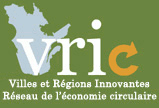 vric
Villes et Régions Innovantes
Réseau de l'économie circulaire